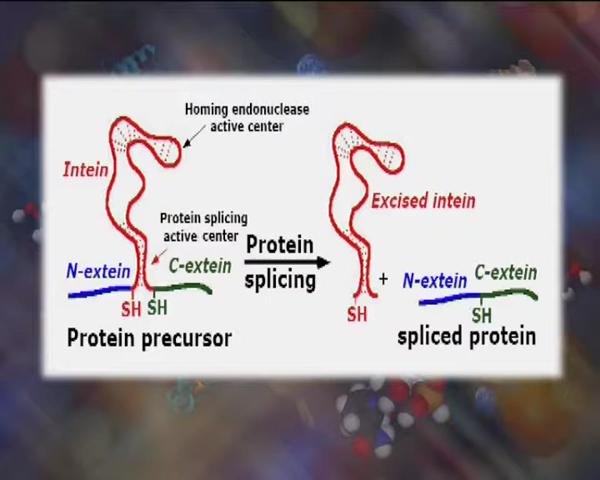 Homing endonuclease
active center
Intein
Excised intein
Protein splicing
active center
Protein
splicing
N-extein
C-extein
+
N-extein
C-extein
SH
SH
SH
SH
Protein precursor
spliced protein